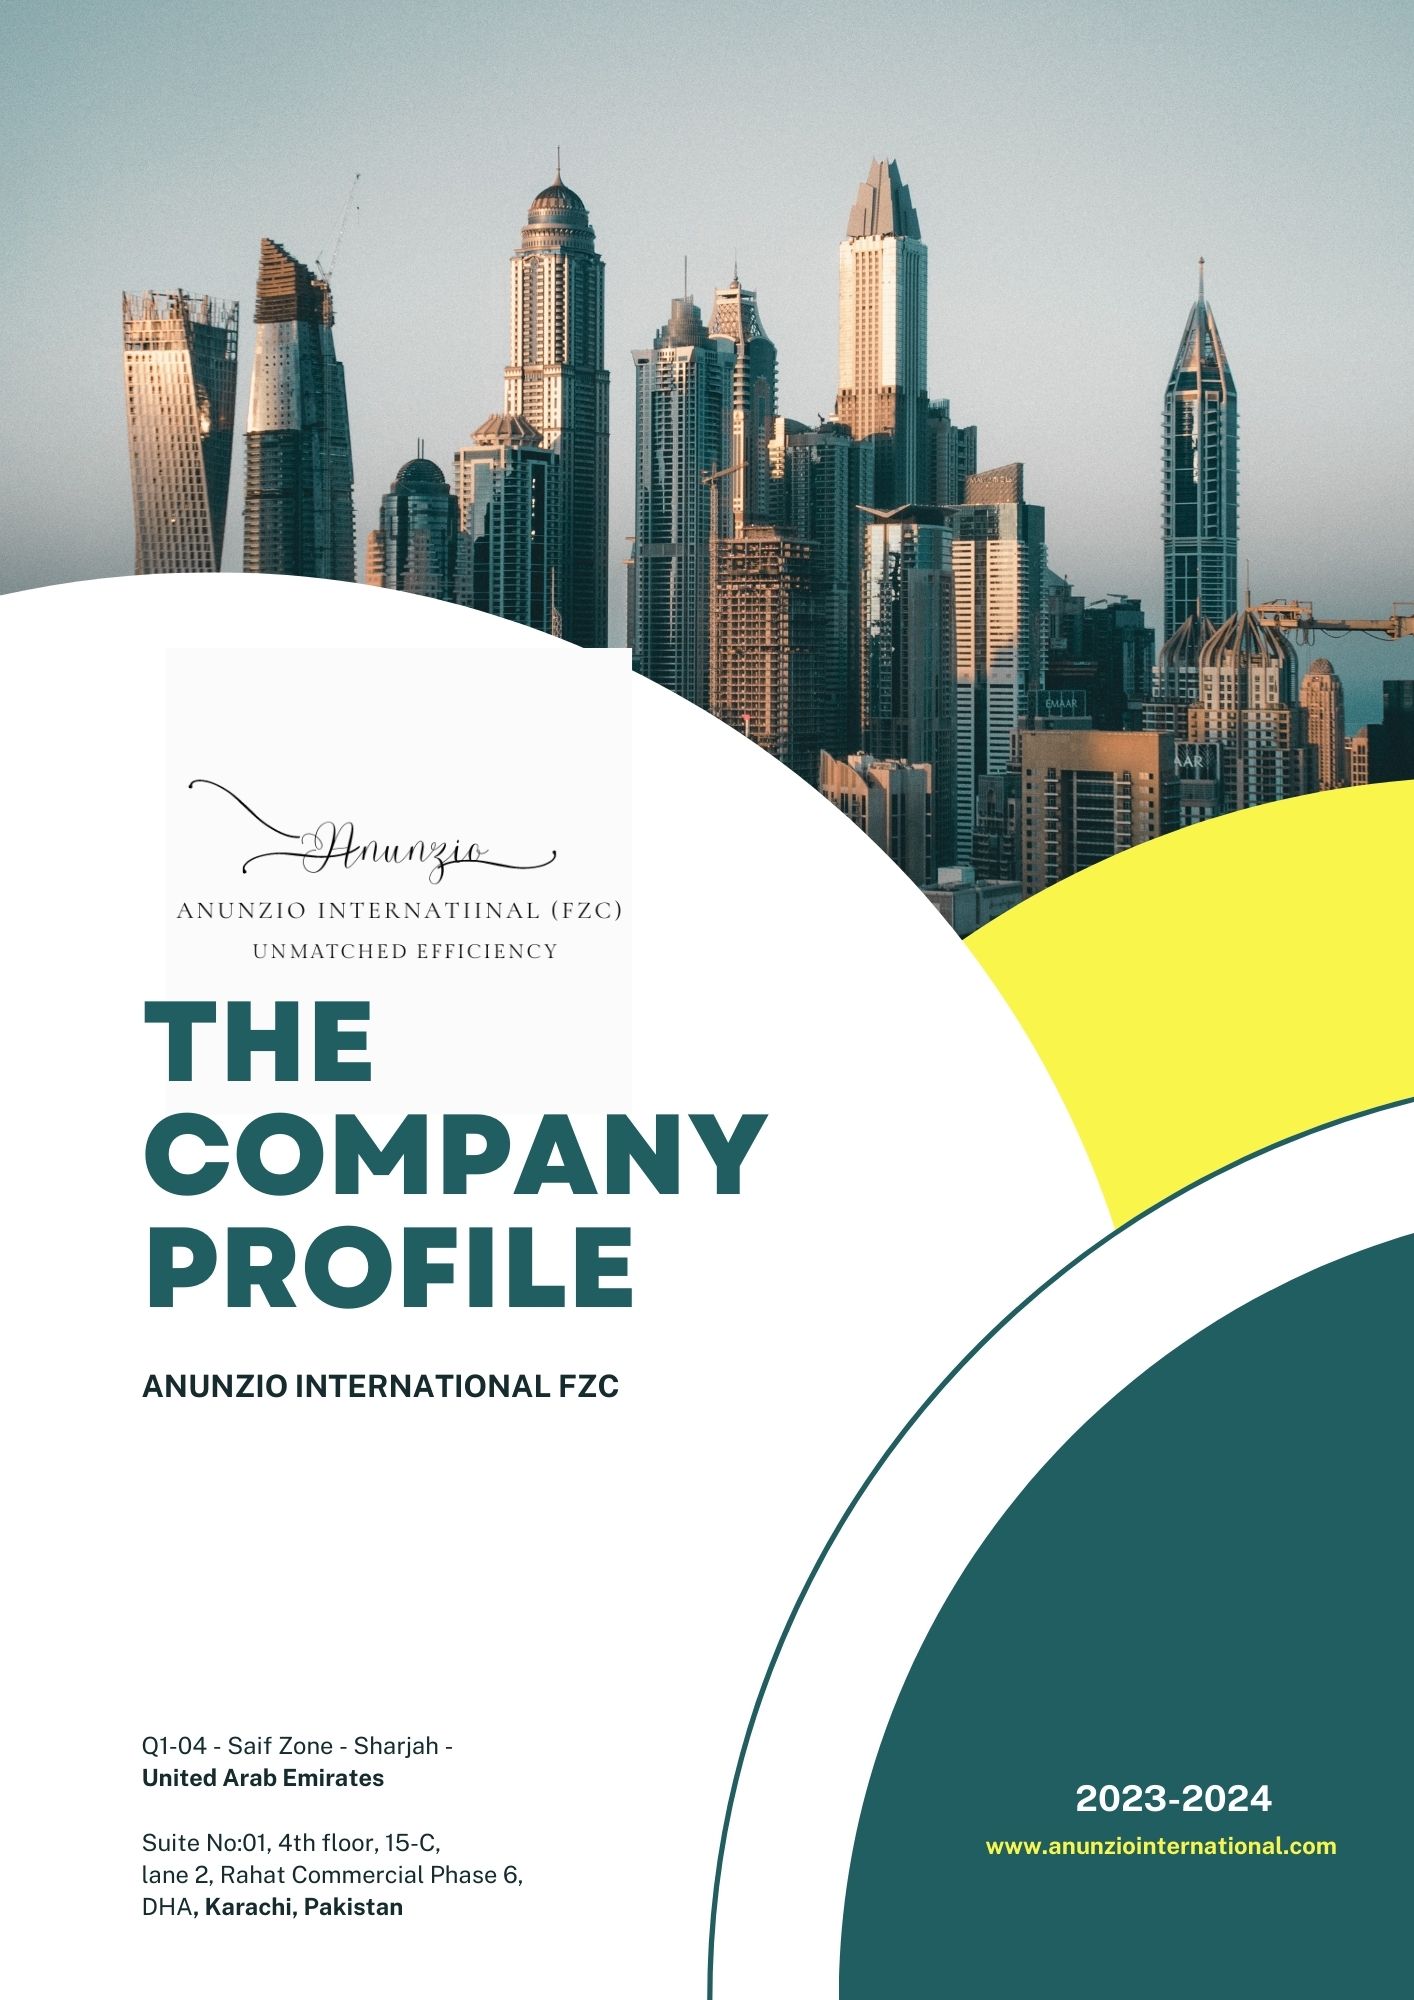 EMAAR
AAR
Anunzio
ANUNZIO INTERNATIINAL (FZC)
UNMATCHED EFFICIENCY
THE
COMPANY
PROFILE
ANUNZIO INTERNATIONAL FZC
Q1-04 - Saif Zone - Sharjah -
United Arab Emirates
Suite No:01, 4th floor, 15-C,
lane 2, Rahat Commercial Phase 6,
DHA, Karachi, Pakistan
2023-2024
www.anunziointernational.com